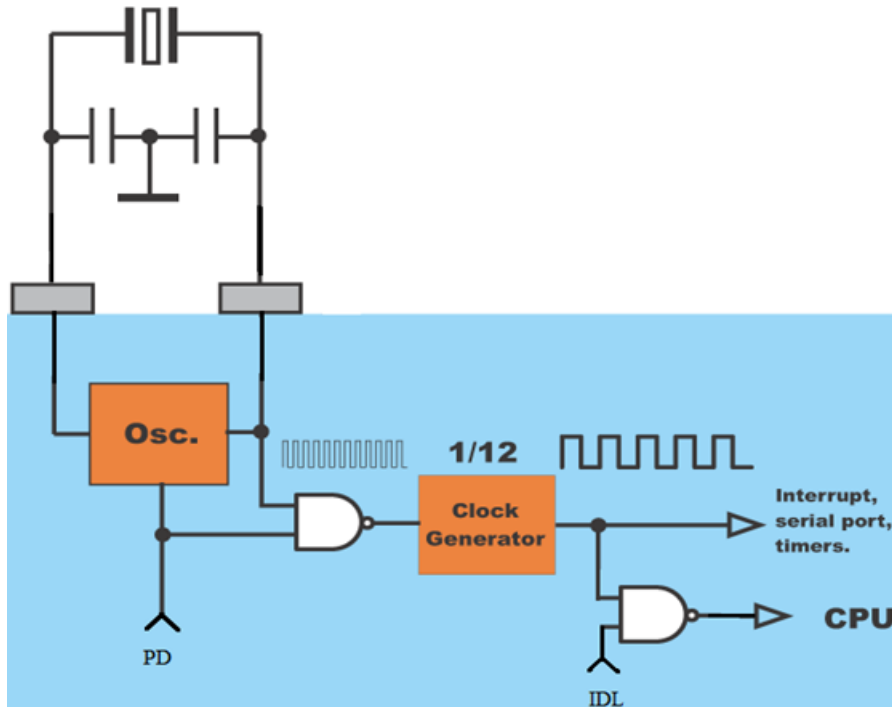 Osc.
1/12
Clock
Generator
Interrupt,
serial port,
timers.
CPU
PD
IDL